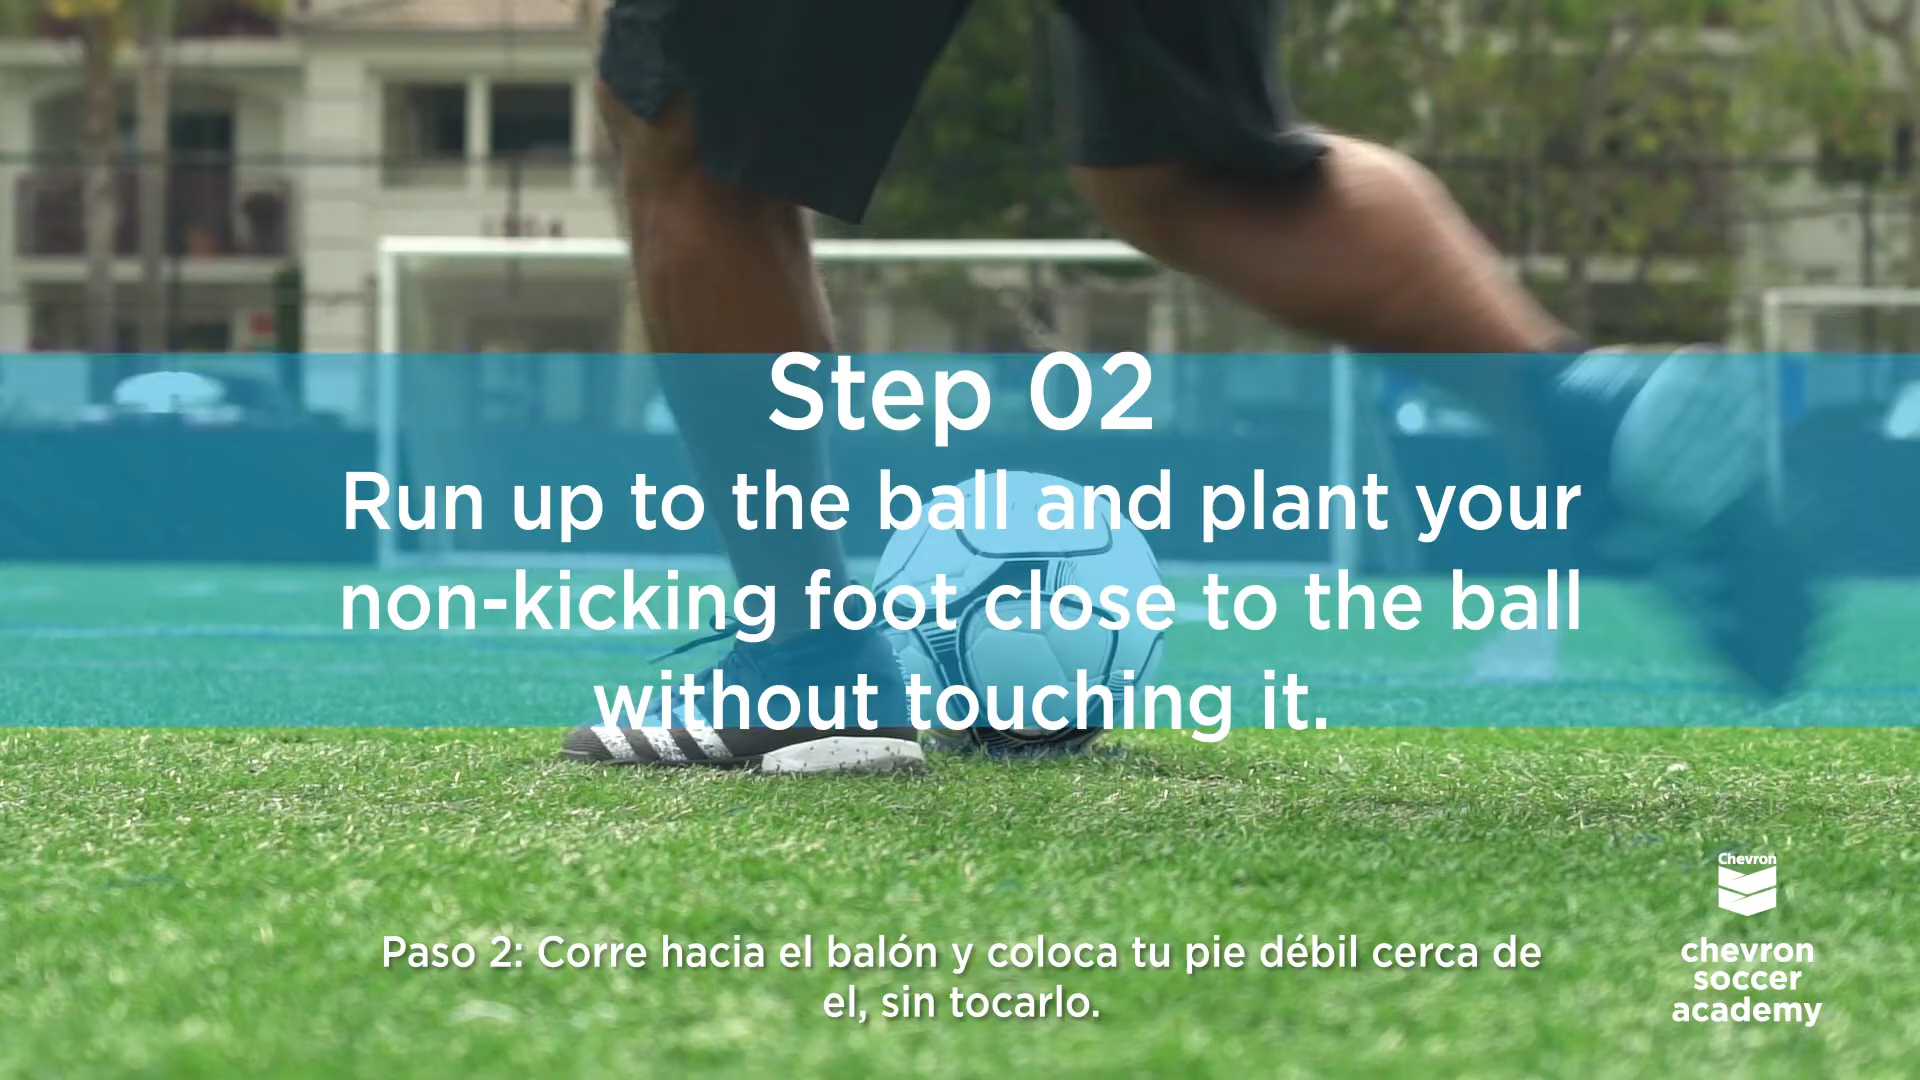 Step 02
Run up to the ball and plant your
non-kicking foot close to the ball
without touching it.
Paso 2: Corre hacia el balón y coloca tu pie débil cerca de
el, sin tocarlo.
Chevron
chevron
soccer
academy